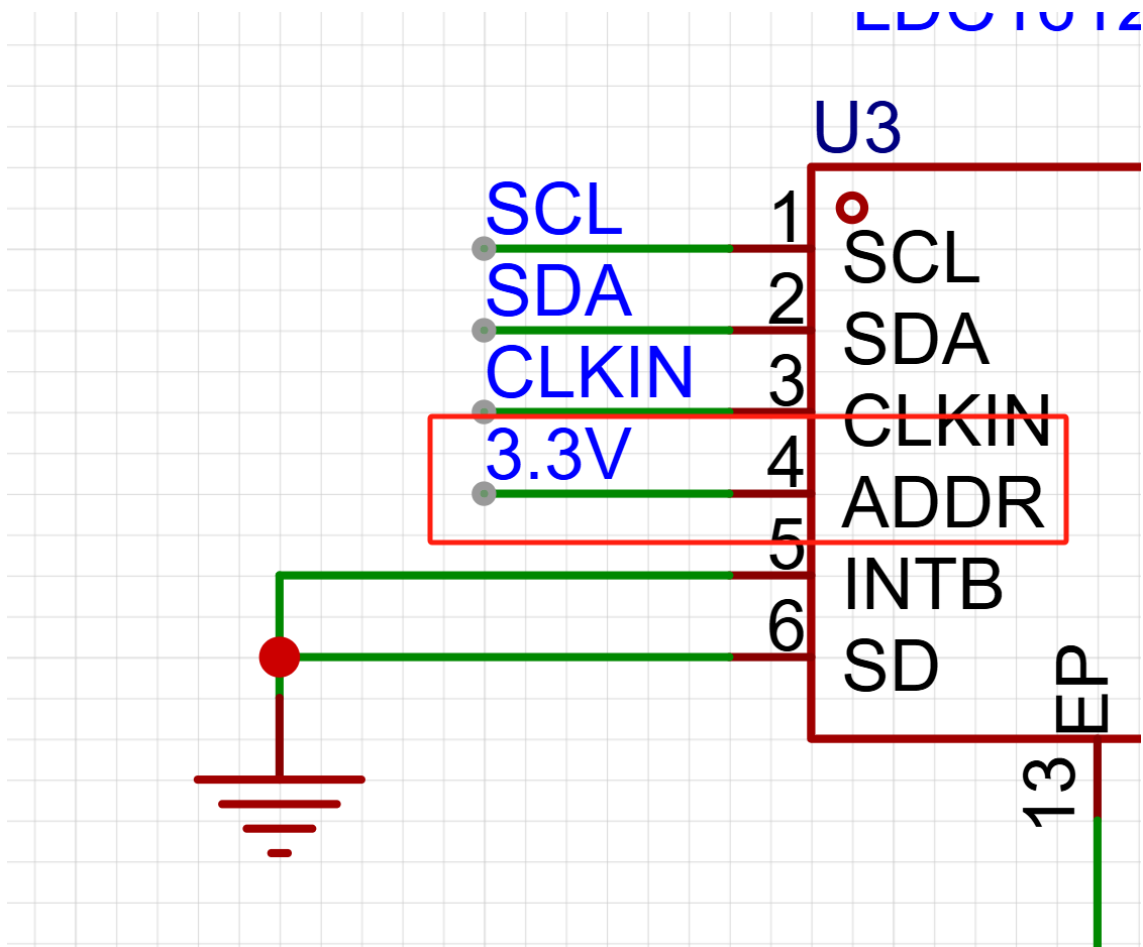 U3
SCL 1 SCL
SDA 2 SDA
CLKIN 3 CLKIN
3.3V 4 ADDR
5 INTB
6 SD
EP
13